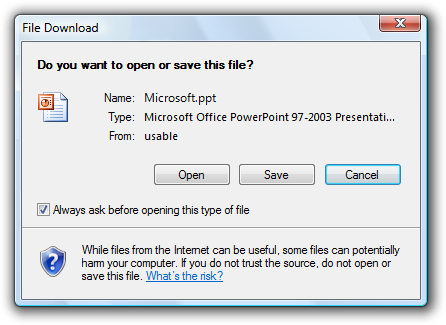 File Download
Do you want to open or save this file?
Name: Microsoft.ppt
Type: Microsoft Office PowerPoint 97-2003 Presentati...
From: usable
Open Save Cancel
Always ask before opening this type of file
While files from the Internet can be useful, some files can potentially
harm your computer. If you do not trust the source, do not open or
save this file. What's the risk?